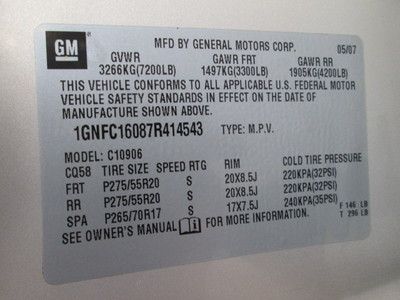 GM
MFD BY GENERAL MOTORS CORP. 05/07
GVWR GAWR FRT GAWR RR
3266KG(7200LB) 1497KG(3300LB) 1905KG(4200LB)
THIS VEHICLE CONFORMS TO ALL APPLICABLE U.S. FEDERAL MOTOR
VEHICLE SAFETY STANDARDS IN EFFECT ON THE DATE OF
MANUFACTURE SHOWN ABOVE.
1GNFC16087R414543 TYPE: M.P.V.
MODEL: C10906
CQ58 TIRE SIZE SPEED RTG RIM COLD TIRE PRESSURE
FRT P275/55R20 S 20X8.5J 220KPA(32PSI)
RR P275/55R20 S 20X8.5J 220KPA(32PSI)
SPA P265/70R17 S 17X7.5J 240KPA(35PSI)
SEE OWNER'S MANUAL FOR MORE INFORMATION.
F 146 LB
T 296 LB